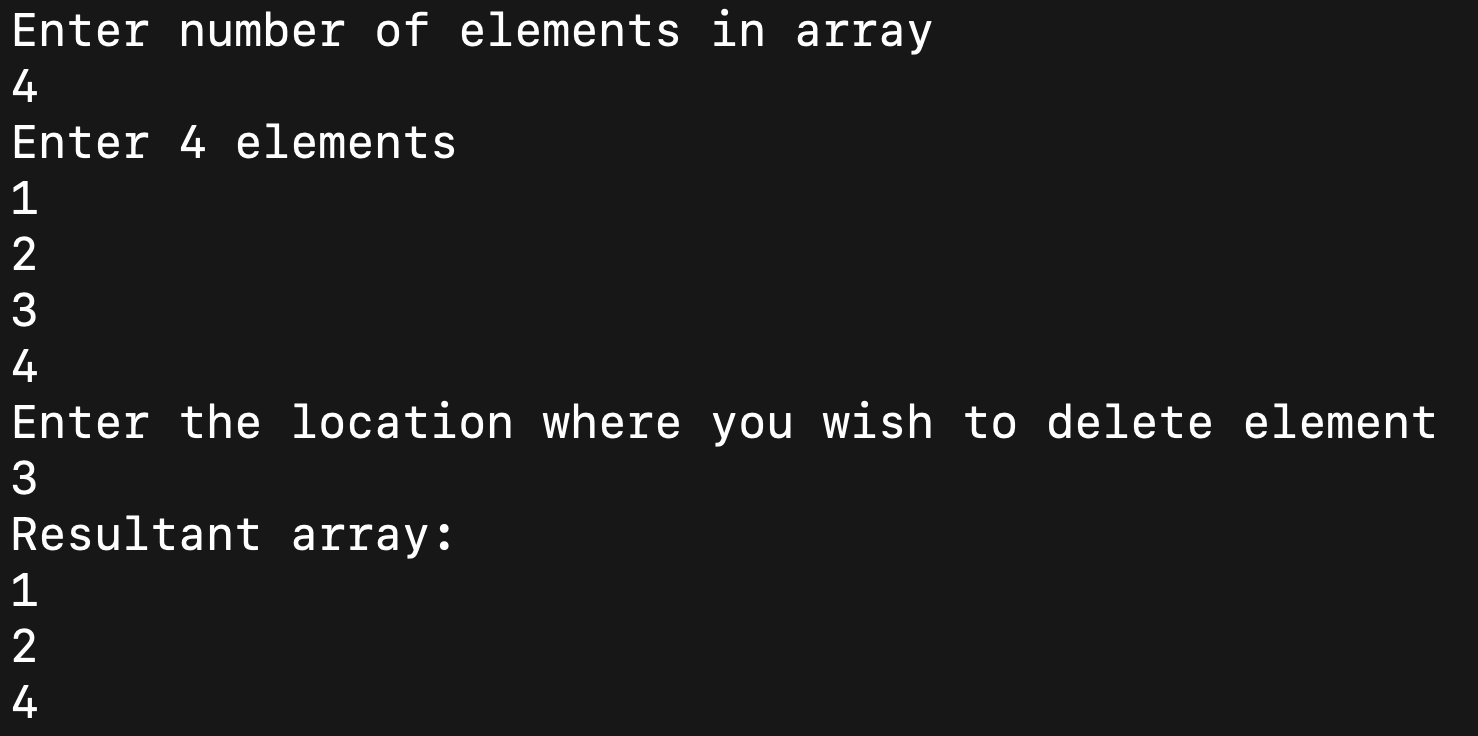 Enter number of elements in array
4
Enter 4 elements
1
2
3
4
Enter the location where you wish to delete element
3
Resultant array:
1
2
4